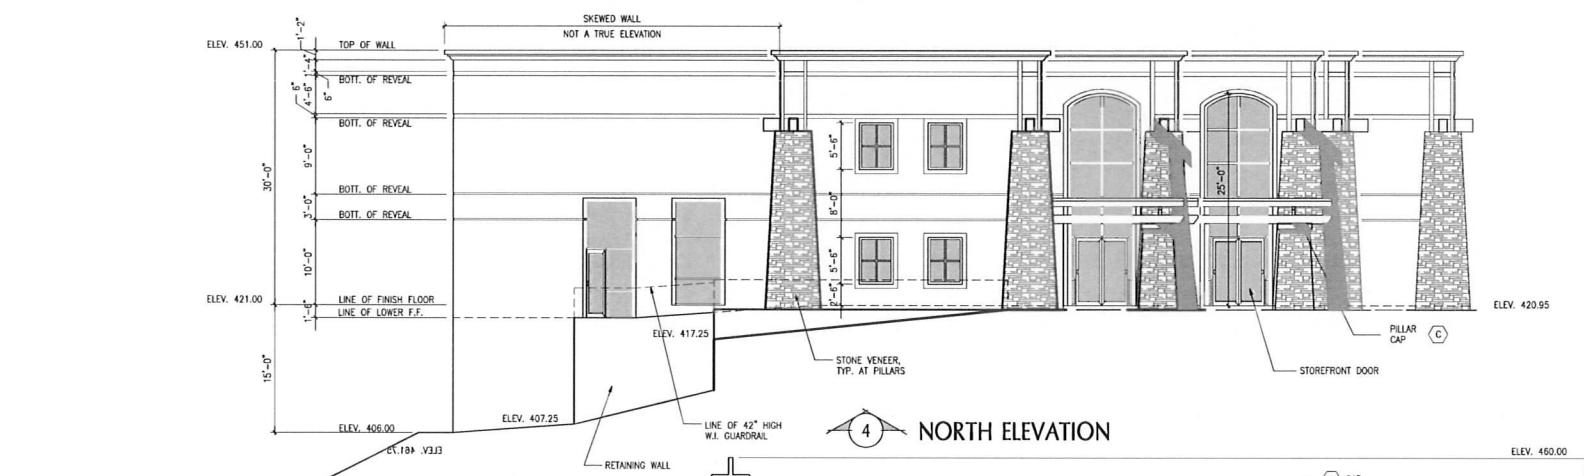 SKEWED WALL
NOT A TRUE ELEVATION
ELEV. 451.00
1'-2"
TOP OF WALL
1'-4"
BOTT. OF REVEAL
6"
6"
4'-6"
BOTT. OF REVEAL
30'-0"
9'-0"
5'-6"
25'-0"
BOTT. OF REVEAL
3'-0"
8'-0"
BOTT. OF REVEAL
10'-0"
5'-6"
ELEV. 421.00
LINE OF FINISH FLOOR
2'-6"
ELEV. 420.95
1'-6"
LINE OF LOWER F.F.
ELEV. 417.25
PILLAR
CAP
C
15'-0"
STONE VENEER,
TYP. AT PILLARS
STOREFRONT DOOR
ELEV. 407.25
ELEV. 406.00
LINE OF 42" HIGH
W.I. GUARDRAIL
4
NORTH ELEVATION
ELEV. 461.75
RETAINING WALL
ELEV. 460.00